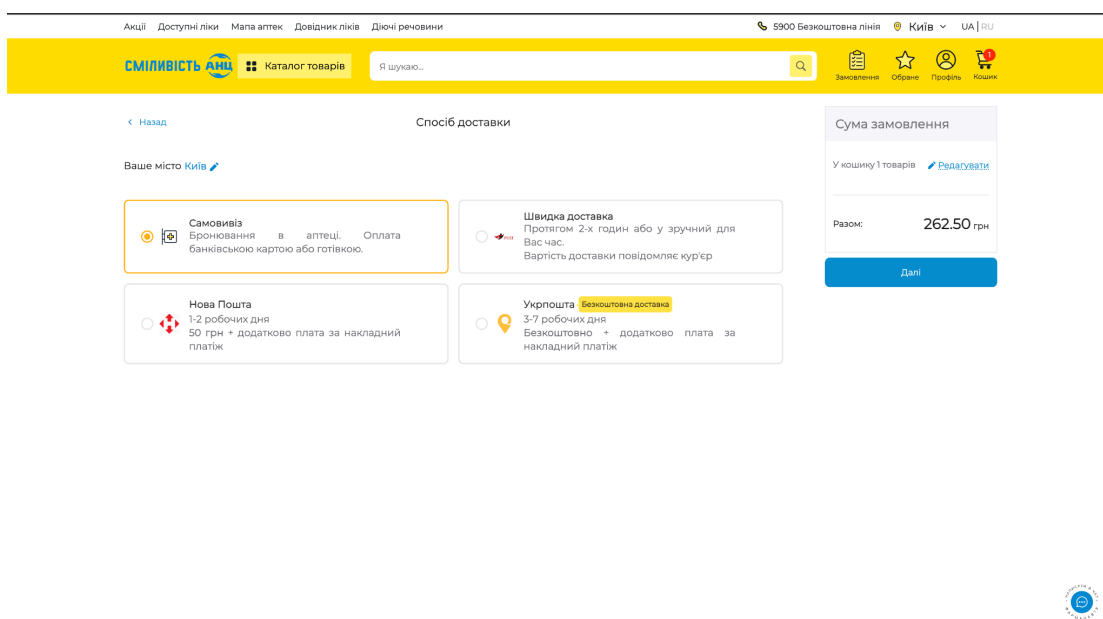 Акції Доступні ліки Мапа аптек Довідник ліків Діючі речовини 5900 Безкоштовна лінія Київ UA | RU
СМІЛИВІСТЬ АНЦ Каталог товарів Я шукаю... Замовлення Обране Профіль Кошик 1
Назад
Спосіб доставки
Ваше місто Київ
Самовивіз
Бронювання в аптеці. Оплата
банківською картою або готівкою.
Швидка доставка
Протягом 2-х годин або у зручний для
Вас час.
Вартість доставки повідомляє кур'єр
Нова Пошта
1-2 робочих дня
50 грн + додатково плата за накладний
платіж
Укрпошта Безкоштовна доставка
3-7 робочих дня
Безкоштовно + додатково плата за
накладний платіж
Сума замовлення
У кошику 1 товарів Редагувати
Разом: 262.50 грн
Далі